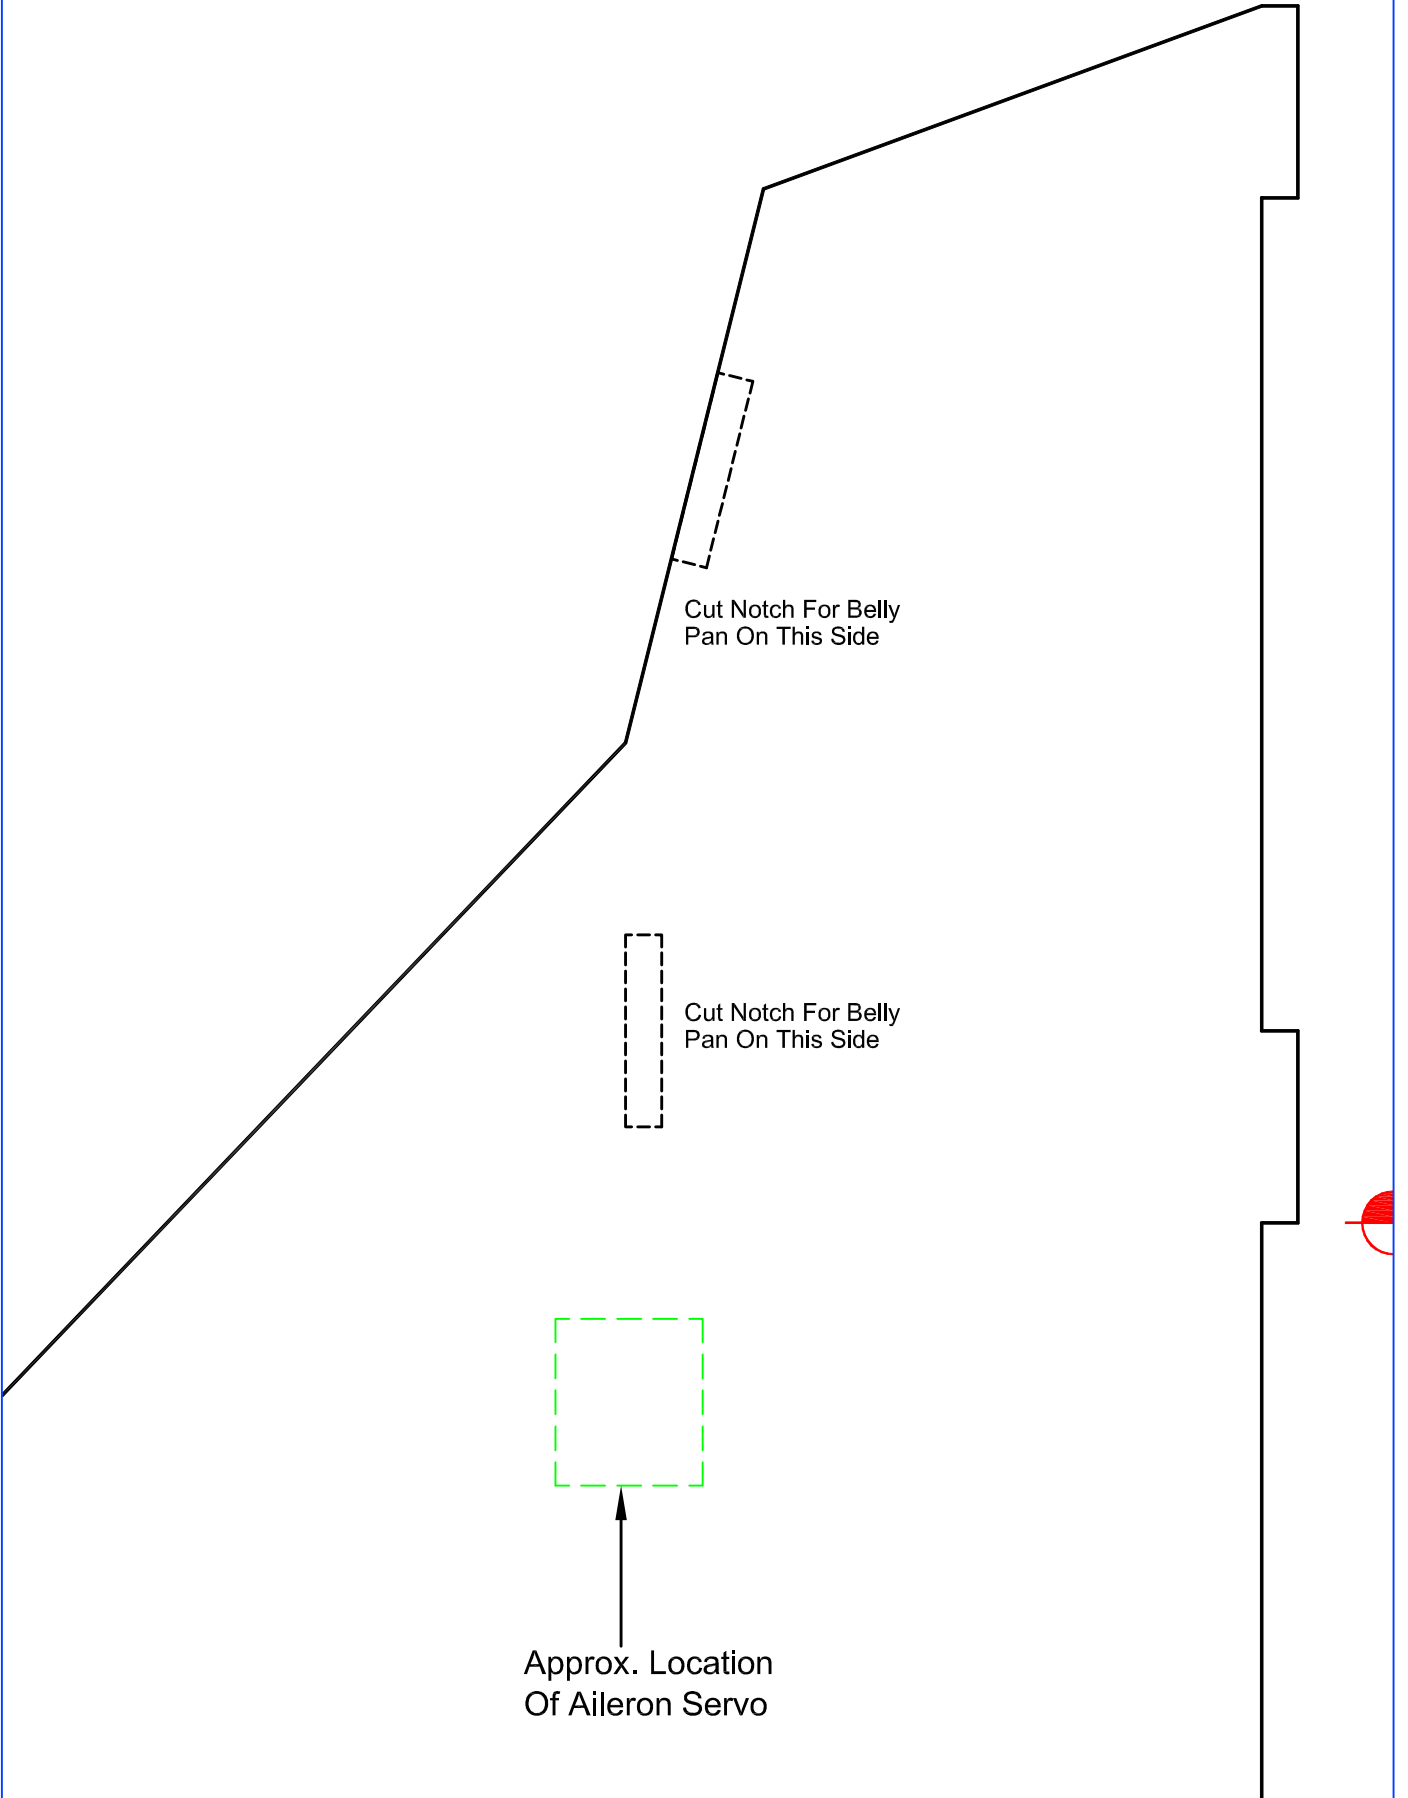 Cut Notch For Belly
Pan On This Side
Cut Notch For Belly
Pan On This Side
Approx. Location
Of Aileron Servo